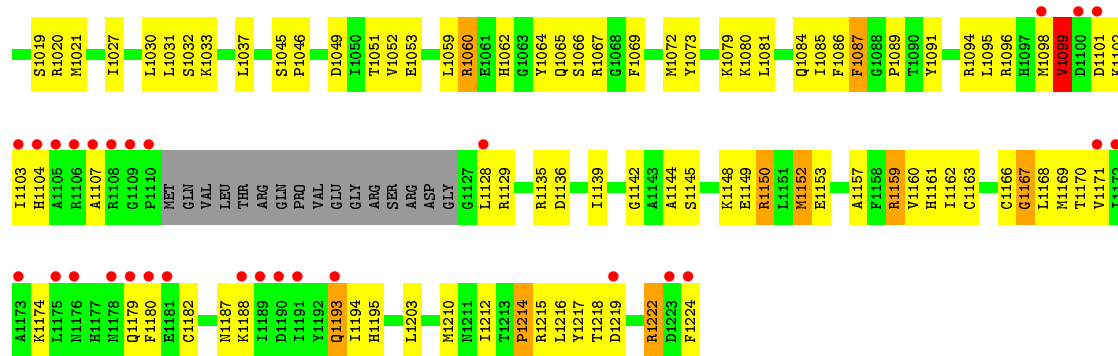 S1019 R1020 M1021 I1027 L1030 L1031 S1032 K1033 L1037 S1045 P1046 D1049 I1050 T1051 V1052 E1053 L1059 R1060 E1061 H1062 G1063 Y1064 Q1065 S1066 R1067 G1068 F1069 M1072 Y1073 K1079 K1080 L1081 Q1084 I1085 F1086 F1087 G1088 P1089 T1090 Y1091 R1094 L1095 R1096 H1097 M1098 V1099 D1100 D1101 K1102
I1103 H1104 A1105 R1106 A1107 R1108 G1109 P1110 MET GLN VAL LEU THR ARG GLN PRO VAL GLU GLY ARG SER ARG ASP GLY G1127 L1128 R1129 R1135 D1136 I1139 G1142 A1143 A1144 S1145 K1148 E1149 R1150 L1151 M1152 E1153 A1157 F1158 R1159 V1160 H1161 I1162 C1163 C1166 G1167 L1168 M1169 T1170 V1171 I1172
A1173 K1174 L1175 N1176 H1177 N1178 Q1179 F1180 E1181 C1182 N1187 K1188 I1189 D1190 I1191 Y1192 Q1193 I1194 H1195 L1203 M1210 N1211 I1212 T1213 P1214 R1215 L1216 Y1217 T1218 D1219 R1222 D1223 F1224